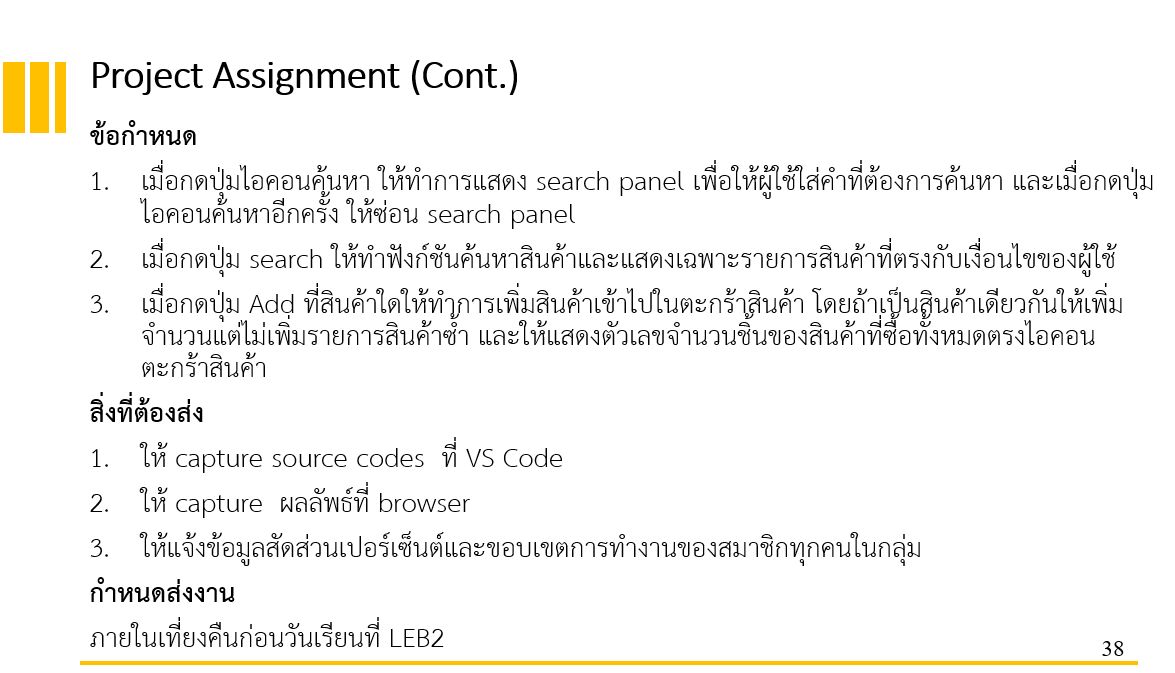 Project Assignment (Cont.)
ข้อกำหนด
1. เมื่อกดปุ่มไอคอนค้นหา ให้ทำการแสดง search panel เพื่อให้ผู้ใช้ใส่คำที่ต้องการค้นหา และเมื่อกดปุ่ม
ไอคอนค้นหาอีกครั้ง ให้ซ่อน search panel
2. เมื่อกดปุ่ม search ให้ทำฟังก์ชันค้นหาสินค้าและแสดงเฉพาะรายการสินค้าที่ตรงกับเงื่อนไขของผู้ใช้
3. เมื่อกดปุ่ม Add ที่สินค้าใดให้ทำการเพิ่มสินค้าเข้าไปในตะกร้าสินค้า โดยถ้าเป็นสินค้าเดียวกันให้เพิ่ม
จำนวนแต่ไม่เพิ่มรายการสินค้าซ้ำ และให้แสดงตัวเลขจำนวนชิ้นของสินค้าที่ซื้อทั้งหมดตรงไอคอน
ตะกร้าสินค้า
สิ่งที่ต้องส่ง
1. ให้ capture source codes ที่ VS Code
2. ให้ capture ผลลัพธ์ที่ browser
3. ให้แจ้งข้อมูลสัดส่วนเปอร์เซ็นต์และขอบเขตการทำงานของสมาชิกทุกคนในกลุ่ม
กำหนดส่งงาน
ภายในเที่ยงคืนก่อนวันเรียนที่ LEB2
38